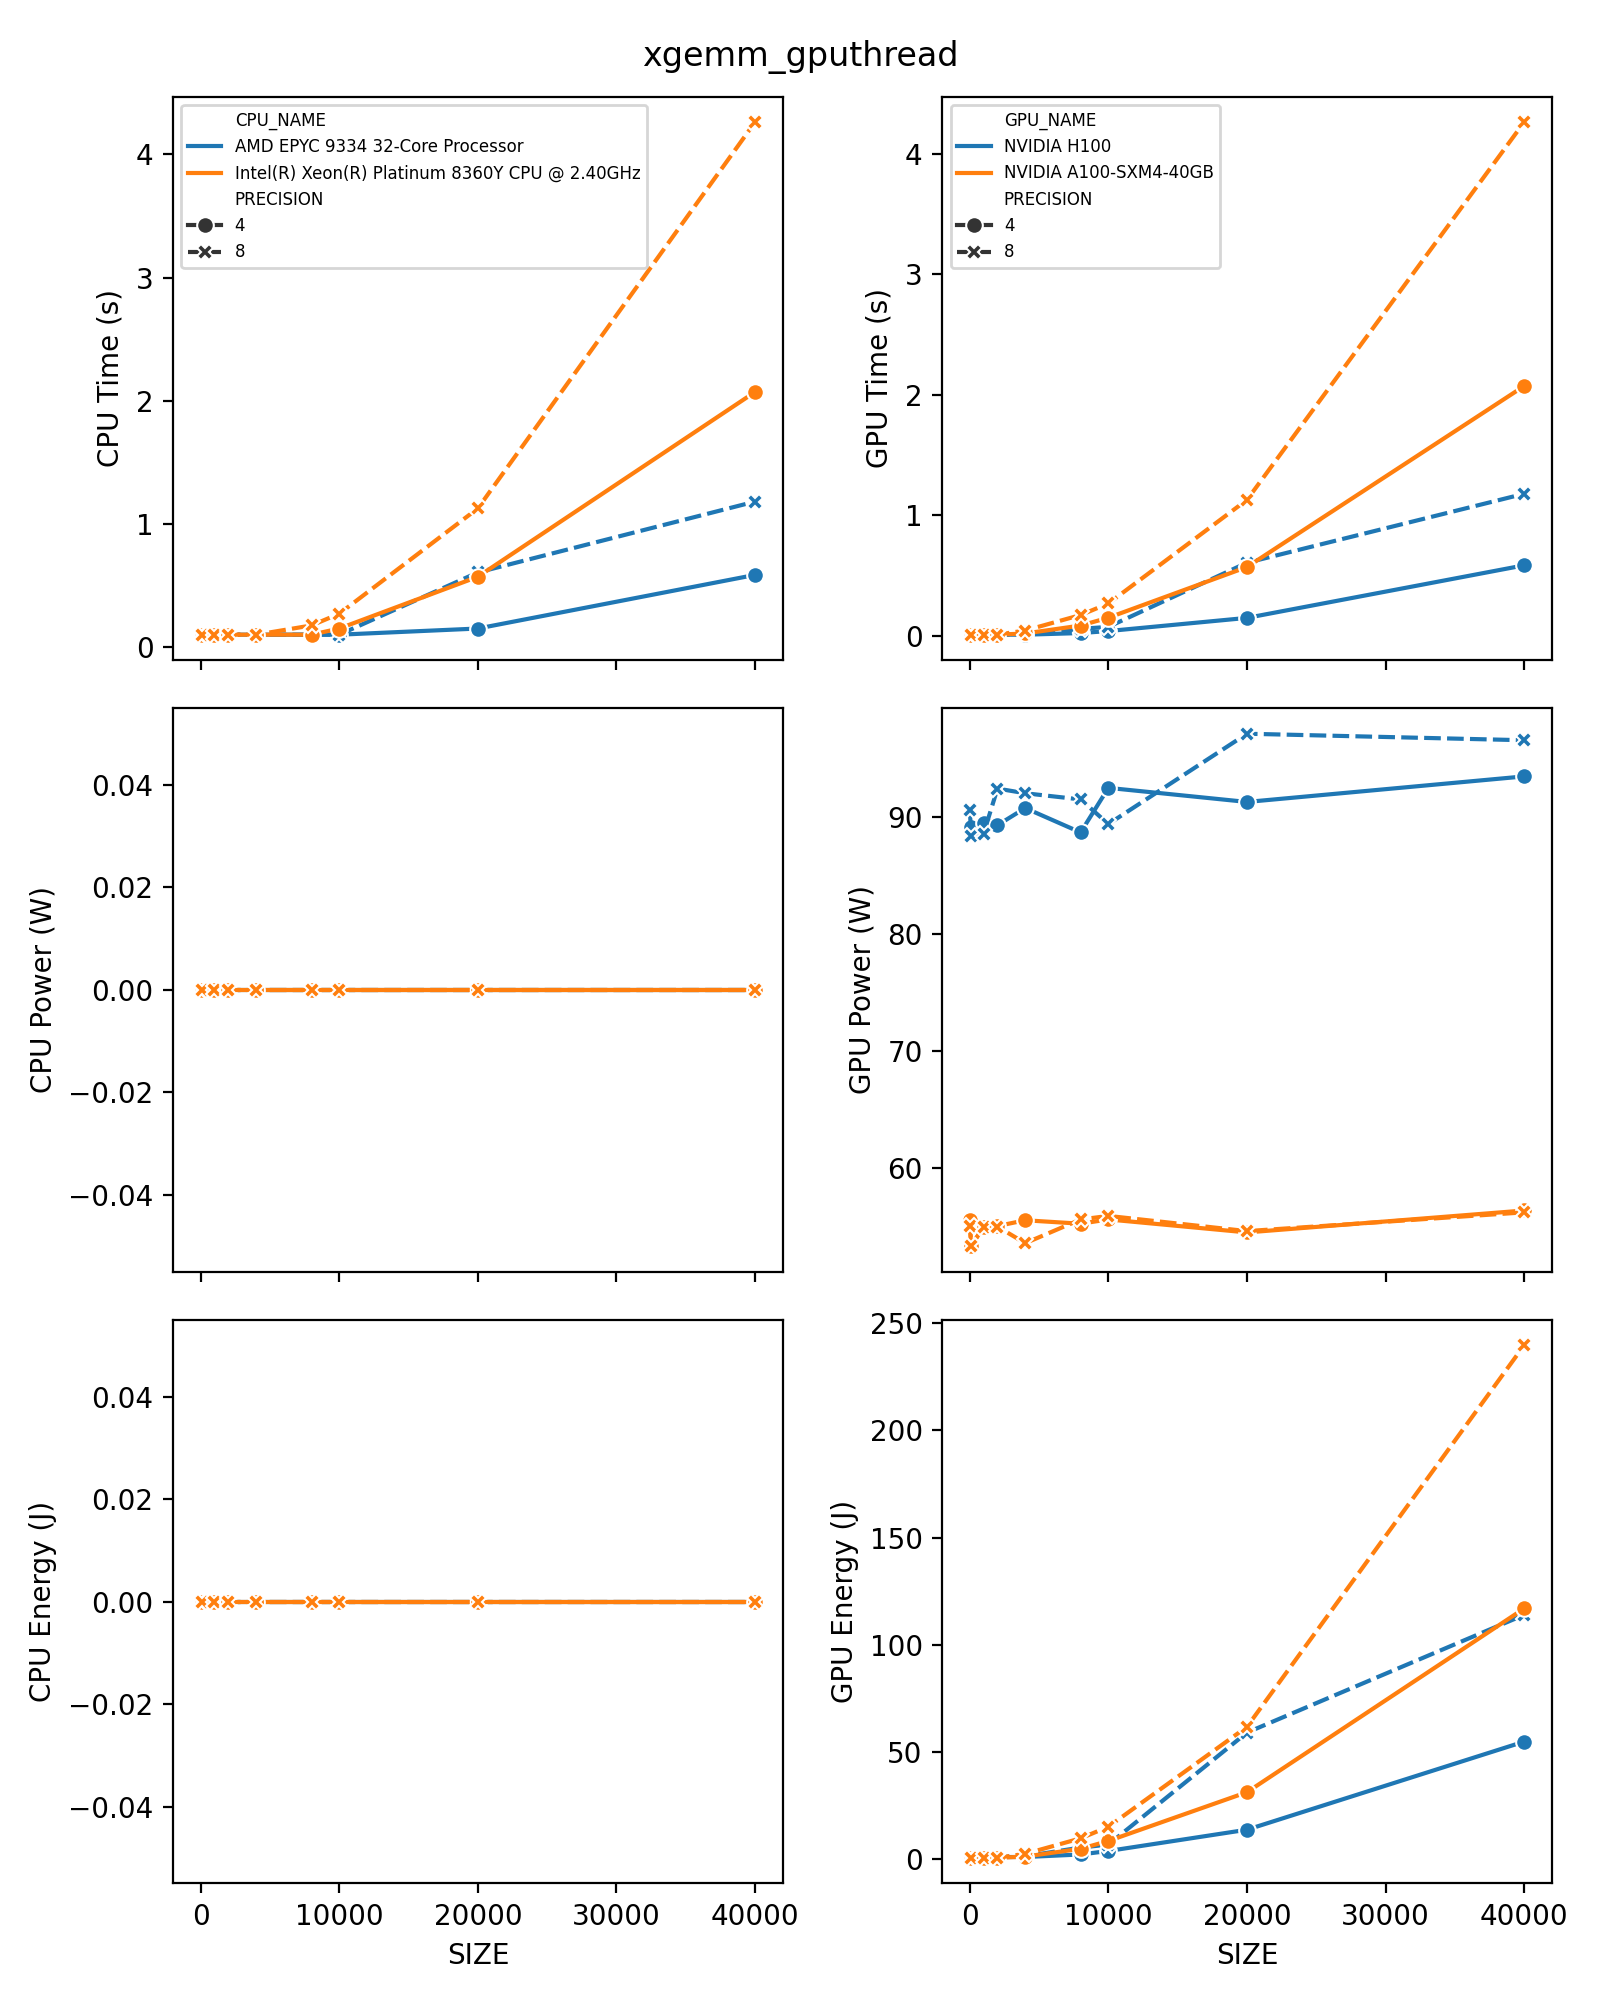 xgemm_gputhread
CPU_NAME
AMD EPYC 9334 32-Core Processor
Intel(R) Xeon(R) Platinum 8360Y CPU @ 2.40GHz
PRECISION
4
8
4
3
2
1
0
CPU Time (s)
GPU_NAME
NVIDIA H100
NVIDIA A100-SXM4-40GB
PRECISION
4
8
4
3
2
1
0
GPU Time (s)
0.04
0.02
0.00
−0.02
−0.04
CPU Power (W)
90
80
70
60
GPU Power (W)
0.04
0.02
0.00
−0.02
−0.04
CPU Energy (J)
0 10000 20000 30000 40000
SIZE
250
200
150
100
50
0
GPU Energy (J)
0 10000 20000 30000 40000
SIZE